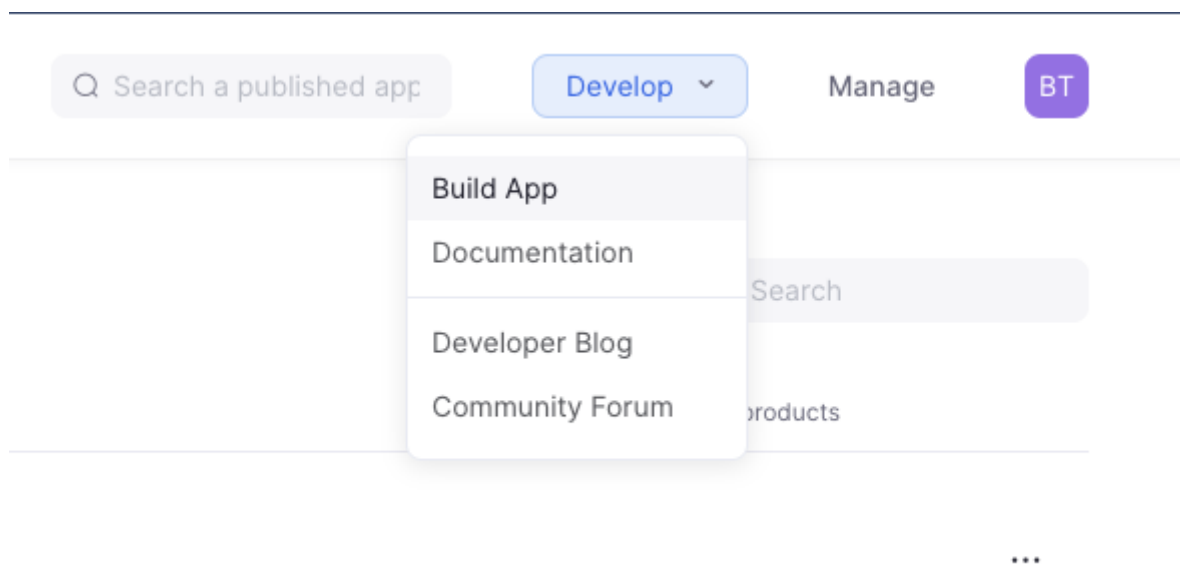 Search a published app
Develop
Manage
BT
Build App
Documentation
Search
Developer Blog
Community Forum
products
...